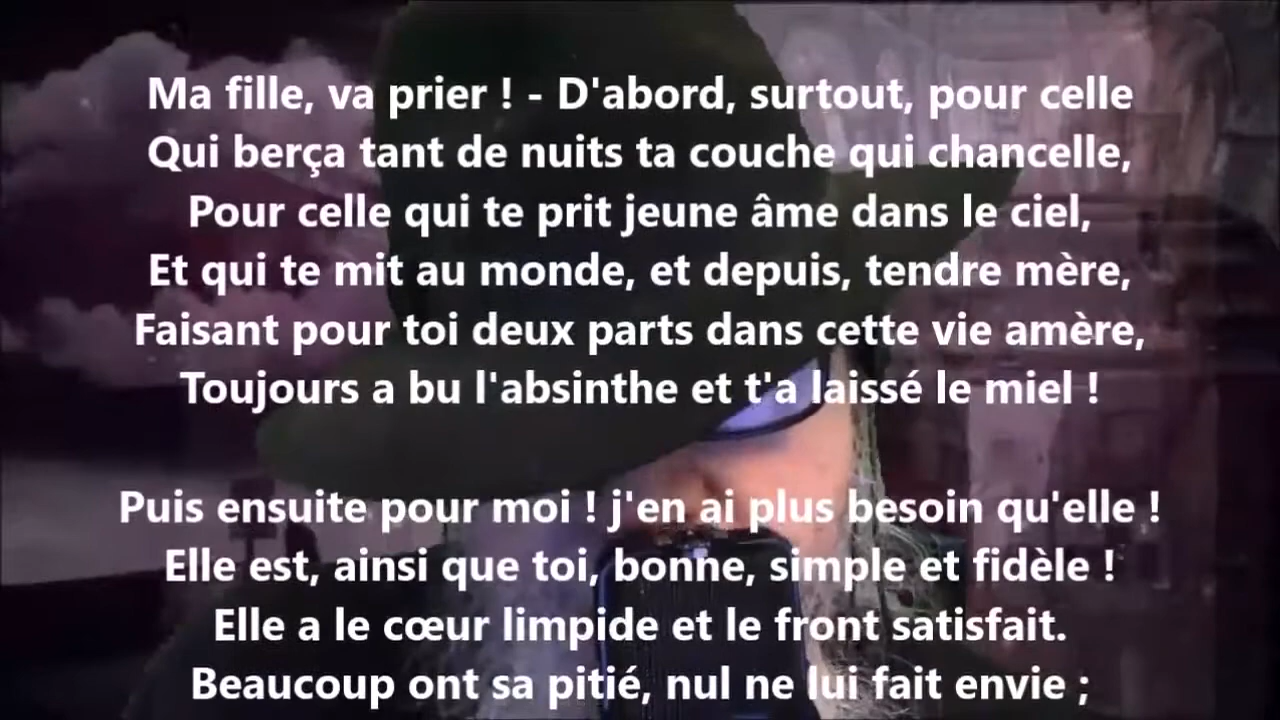 Ma fille, va prier ! - D'abord, surtout, pour celle
Qui berça tant de nuits ta couche qui chancelle,
Pour celle qui te prit jeune âme dans le ciel,
Et qui te mit au monde, et depuis, tendre mère,
Faisant pour toi deux parts dans cette vie amère,
Toujours a bu l'absinthe et t'a laissé le miel !
Puis ensuite pour moi ! j'en ai plus besoin qu'elle !
Elle est, ainsi que toi, bonne, simple et fidèle !
Elle a le cœur limpide et le front satisfait.
Beaucoup ont sa pitié, nul ne lui fait envie ;